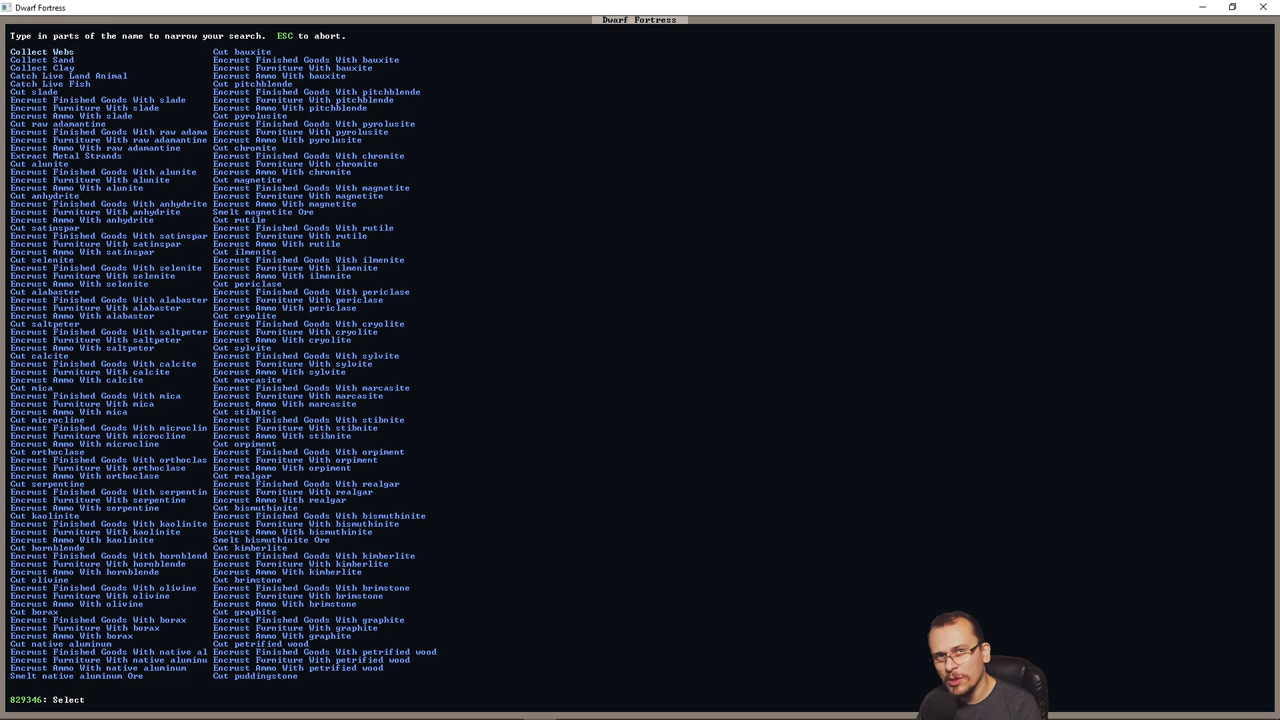 Dwarf Fortress
Dwarf Fortress
Type in parts of the name to narrow your search.  ESC to abort.
Collect Webs
Collect Sand
Collect Clay
Catch Live Land Animal
Catch Live Fish
Cut slade
Encrust Finished Goods With slade
Encrust Furniture With slade
Encrust Ammo With slade
Cut raw adamantine
Encrust Finished Goods With raw adama
Encrust Furniture With raw adamantine
Encrust Ammo With raw adamantine
Extract Metal Strands
Cut alunite
Encrust Finished Goods With alunite
Encrust Furniture With alunite
Encrust Ammo With alunite
Cut anhydrite
Encrust Finished Goods With anhydrite
Encrust Furniture With anhydrite
Encrust Ammo With anhydrite
Cut satinspar
Encrust Finished Goods With satinspar
Encrust Furniture With satinspar
Encrust Ammo With satinspar
Cut selenite
Encrust Finished Goods With selenite
Encrust Furniture With selenite
Encrust Ammo With selenite
Cut alabaster
Encrust Finished Goods With alabaster
Encrust Furniture With alabaster
Encrust Ammo With alabaster
Cut saltpeter
Encrust Finished Goods With saltpeter
Encrust Furniture With saltpeter
Encrust Ammo With saltpeter
Cut calcite
Encrust Finished Goods With calcite
Encrust Furniture With calcite
Encrust Ammo With calcite
Cut mica
Encrust Finished Goods With mica
Encrust Furniture With mica
Encrust Ammo With mica
Cut microcline
Encrust Finished Goods With microclin
Encrust Furniture With microcline
Encrust Ammo With microcline
Cut orthoclase
Encrust Finished Goods With orthoclas
Encrust Furniture With orthoclase
Encrust Ammo With orthoclase
Cut serpentine
Encrust Finished Goods With serpentin
Encrust Furniture With serpentine
Encrust Ammo With serpentine
Cut kaolinite
Encrust Finished Goods With kaolinite
Encrust Furniture With kaolinite
Encrust Ammo With kaolinite
Cut hornblende
Encrust Finished Goods With hornblend
Encrust Furniture With hornblende
Encrust Ammo With hornblende
Cut olivine
Encrust Finished Goods With olivine
Encrust Furniture With olivine
Encrust Ammo With olivine
Cut borax
Encrust Finished Goods With borax
Encrust Furniture With borax
Encrust Ammo With borax
Cut native aluminum
Encrust Finished Goods With native al
Encrust Furniture With native aluminu
Encrust Ammo With native aluminum
Smelt native aluminum Ore
Cut bauxite
Encrust Finished Goods With bauxite
Encrust Furniture With bauxite
Encrust Ammo With bauxite
Cut pitchblende
Encrust Finished Goods With pitchblende
Encrust Furniture With pitchblende
Encrust Ammo With pitchblende
Cut pyrolusite
Encrust Finished Goods With pyrolusite
Encrust Furniture With pyrolusite
Encrust Ammo With pyrolusite
Cut chromite
Encrust Finished Goods With chromite
Encrust Furniture With chromite
Encrust Ammo With chromite
Cut magnetite
Encrust Finished Goods With magnetite
Encrust Furniture With magnetite
Encrust Ammo With magnetite
Smelt magnetite Ore
Cut rutile
Encrust Finished Goods With rutile
Encrust Furniture With rutile
Encrust Ammo With rutile
Cut ilmenite
Encrust Finished Goods With ilmenite
Encrust Furniture With ilmenite
Encrust Ammo With ilmenite
Cut periclase
Encrust Finished Goods With periclase
Encrust Furniture With periclase
Encrust Ammo With periclase
Cut cryolite
Encrust Finished Goods With cryolite
Encrust Furniture With cryolite
Encrust Ammo With cryolite
Cut sylvite
Encrust Finished Goods With sylvite
Encrust Furniture With sylvite
Encrust Ammo With sylvite
Cut marcasite
Encrust Finished Goods With marcasite
Encrust Furniture With marcasite
Encrust Ammo With marcasite
Cut stibnite
Encrust Finished Goods With stibnite
Encrust Furniture With stibnite
Encrust Ammo With stibnite
Cut orpiment
Encrust Finished Goods With orpiment
Encrust Furniture With orpiment
Encrust Ammo With orpiment
Cut realgar
Encrust Finished Goods With realgar
Encrust Furniture With realgar
Encrust Ammo With realgar
Cut bismuthinite
Encrust Finished Goods With bismuthinite
Encrust Furniture With bismuthinite
Encrust Ammo With bismuthinite
Smelt bismuthinite Ore
Cut kimberlite
Encrust Finished Goods With kimberlite
Encrust Furniture With kimberlite
Encrust Ammo With kimberlite
Cut brimstone
Encrust Finished Goods With brimstone
Encrust Furniture With brimstone
Encrust Ammo With brimstone
Cut graphite
Encrust Finished Goods With graphite
Encrust Furniture With graphite
Encrust Ammo With graphite
Cut petrified wood
Encrust Finished Goods With petrified wood
Encrust Furniture With petrified wood
Encrust Ammo With petrified wood
Cut puddingstone
829346: Select